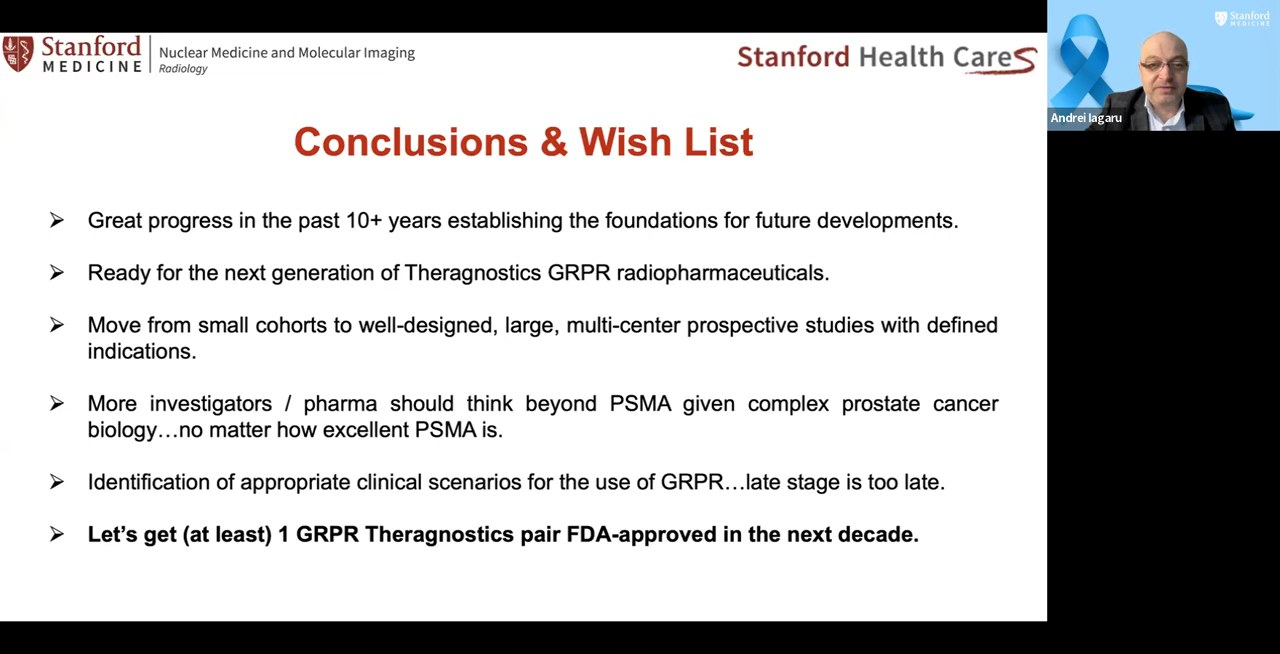 Stanford MEDICINE
Nuclear Medicine and Molecular Imaging
Radiology
Stanford Health Care
Stanford MEDICINE
Andrei Iagaru
Conclusions & Wish List
Great progress in the past 10+ years establishing the foundations for future developments.
Ready for the next generation of Theragnostics GRPR radiopharmaceuticals.
Move from small cohorts to well-designed, large, multi-center prospective studies with defined
indications.
More investigators / pharma should think beyond PSMA given complex prostate cancer
biology…no matter how excellent PSMA is.
Identification of appropriate clinical scenarios for the use of GRPR…late stage is too late.
Let’s get (at least) 1 GRPR Theragnostics pair FDA-approved in the next decade.